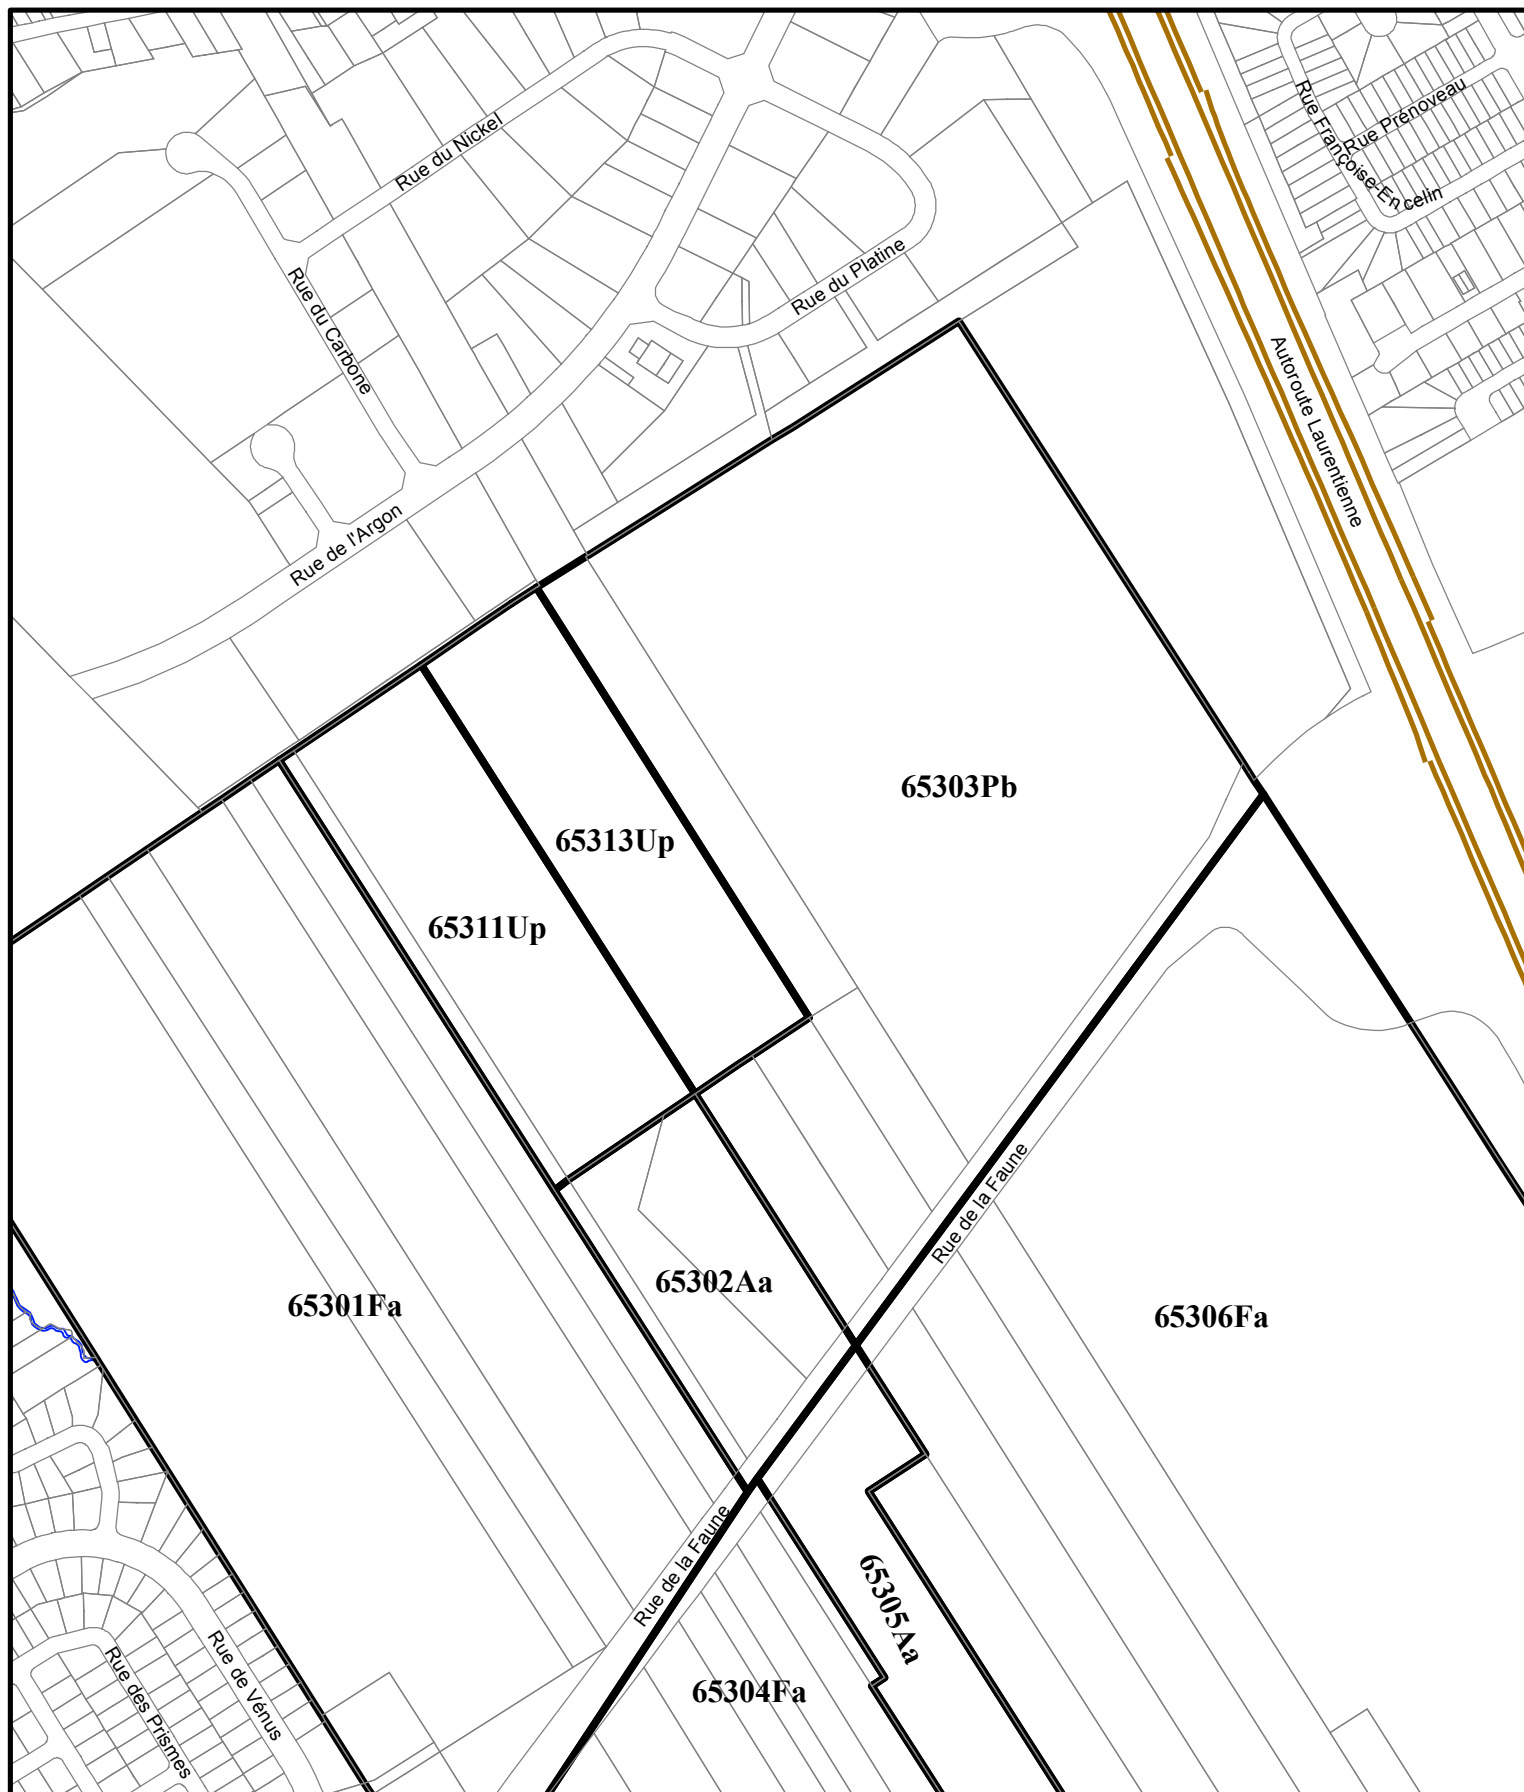 Rue Prénoveau
Rue Françoise-Encelin
Rue du Nickel
Rue du Platine
Rue du Carbone
Autoroute Laurentienne
Rue de l'Argon
65303Pb
65313Up
65311Up
Rue de la Faune
65302Aa
65301Fa
65306Fa
Rue de la Faune
65305Aa
Rue de Vénus
Rue des Prismes
65304Fa